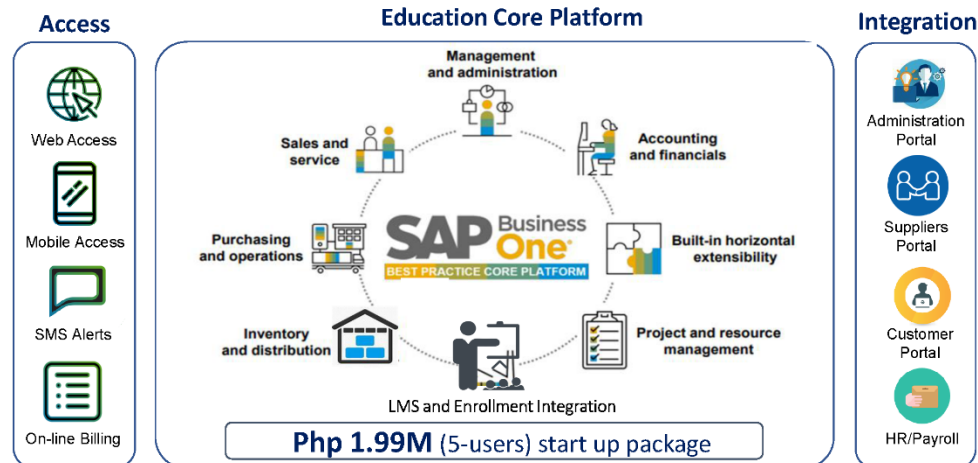 Access
Web Access
Mobile Access
SMS Alerts
On-line Billing
Education Core Platform
Management
and administration
Sales and
service
Accounting
and financials
Purchasing
and operations
SAP Business
One®
BEST PRACTICE CORE PLATFORM
Built-in horizontal
extensibility
Inventory
and distribution
Project and resource
management
LMS and Enrollment Integration
Php 1.99M (5-users) start up package
Integration
Administration
Portal
Suppliers
Portal
Customer
Portal
HR/Payroll